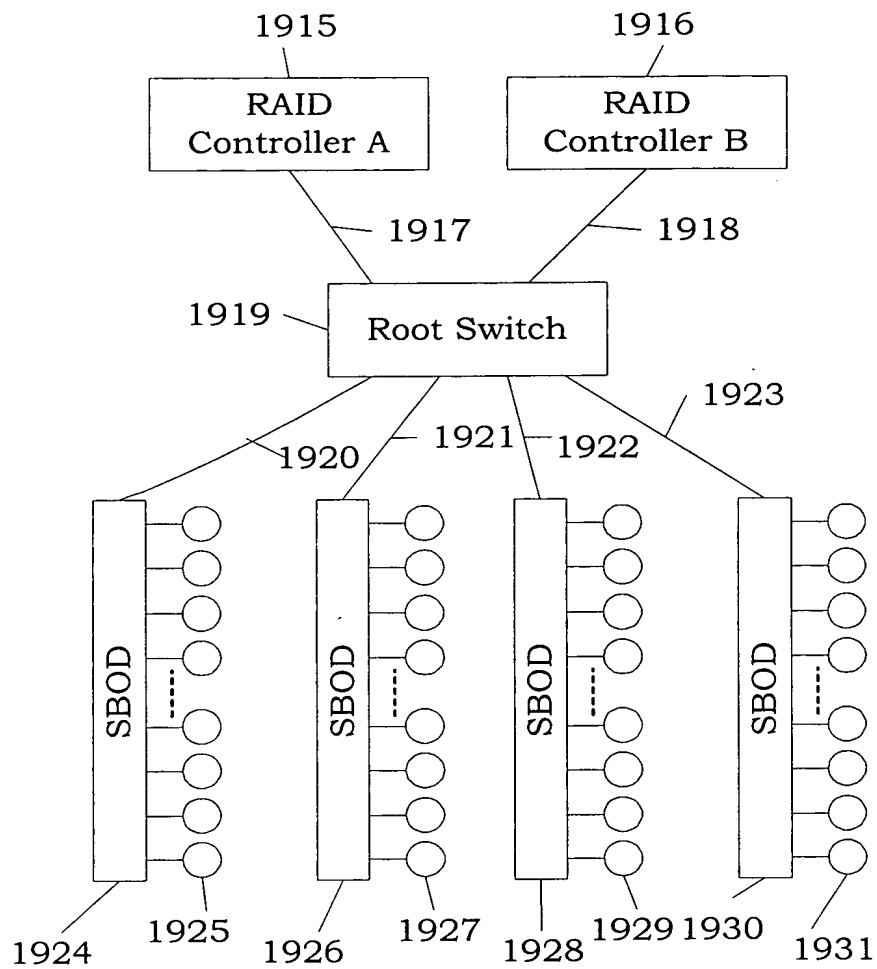 1915
1916
RAID
Controller A
RAID
Controller B
1917
1918
1919
Root Switch
1920
1921
1922
1923
SBOD
SBOD
SBOD
SBOD
1924
1925
1926
1927
1928
1929
1930
1931